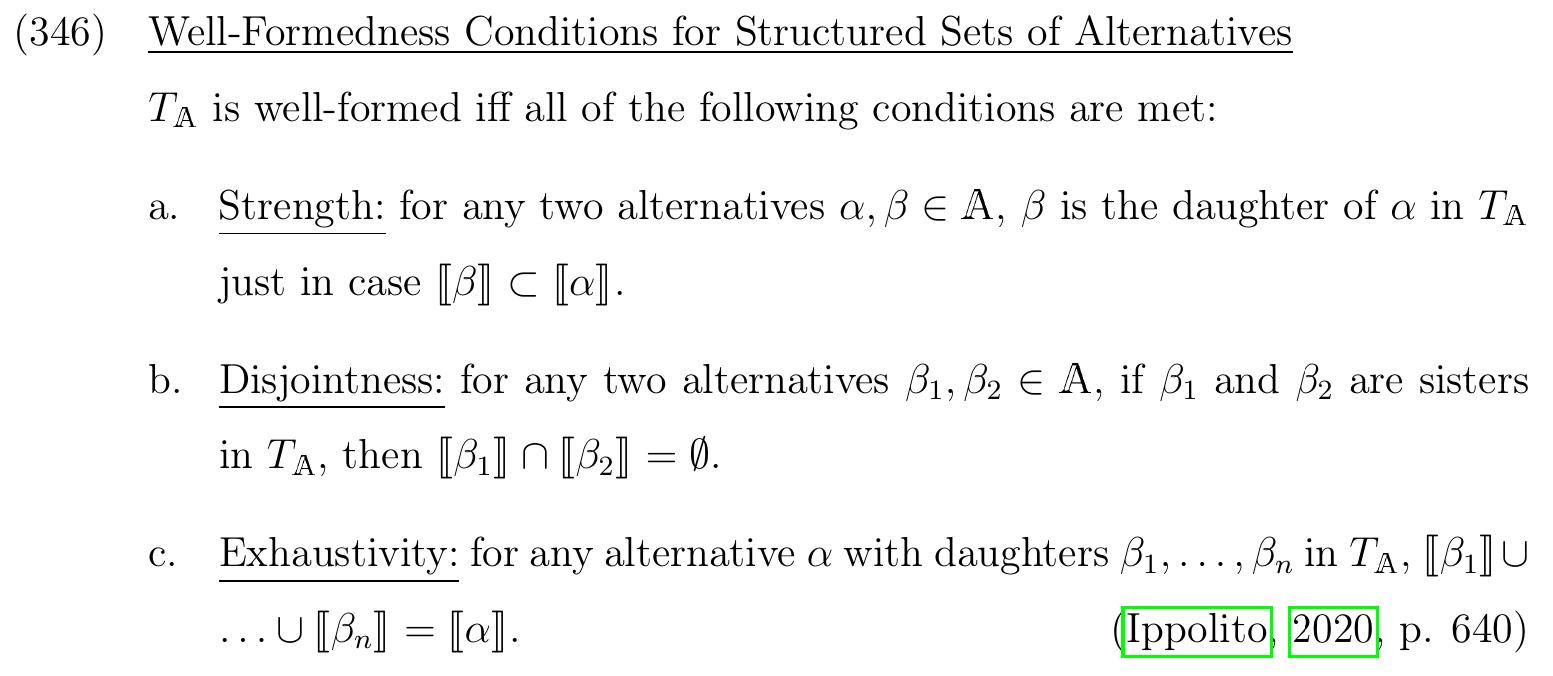 (346) Well-Formedness Conditions for Structured Sets of Alternatives
T𝔸 is well-formed iff all of the following conditions are met:
a. Strength: for any two alternatives α, β ∈ 𝔸, β is the daughter of α in T𝔸
just in case ⟦β⟧ ⊂ ⟦α⟧.
b. Disjointness: for any two alternatives β₁, β₂ ∈ 𝔸, if β₁ and β₂ are sisters
in T𝔸, then ⟦β₁⟧ ∩ ⟦β₂⟧ = ∅.
c. Exhaustivity: for any alternative α with daughters β₁, . . . , βₙ in T𝔸, ⟦β₁⟧ ∪
. . . ∪ ⟦βₙ⟧ = ⟦α⟧. (Ippolito, 2020, p. 640)